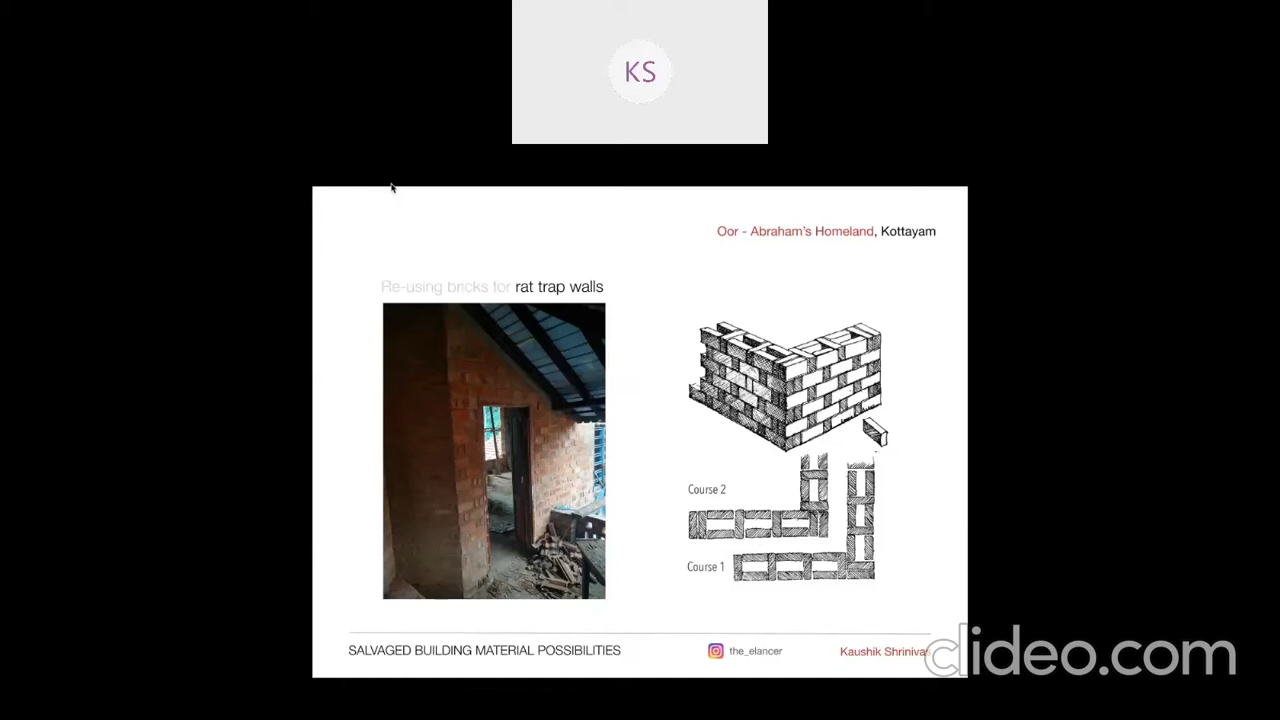 KS
Oor - Abraham's Homeland, Kottayam
Re-using bricks for rat trap walls
Course 2
Course 1
SALVAGED BUILDING MATERIAL POSSIBILITIES
the_elancer
Kaushik Shrinivas
clideo.com